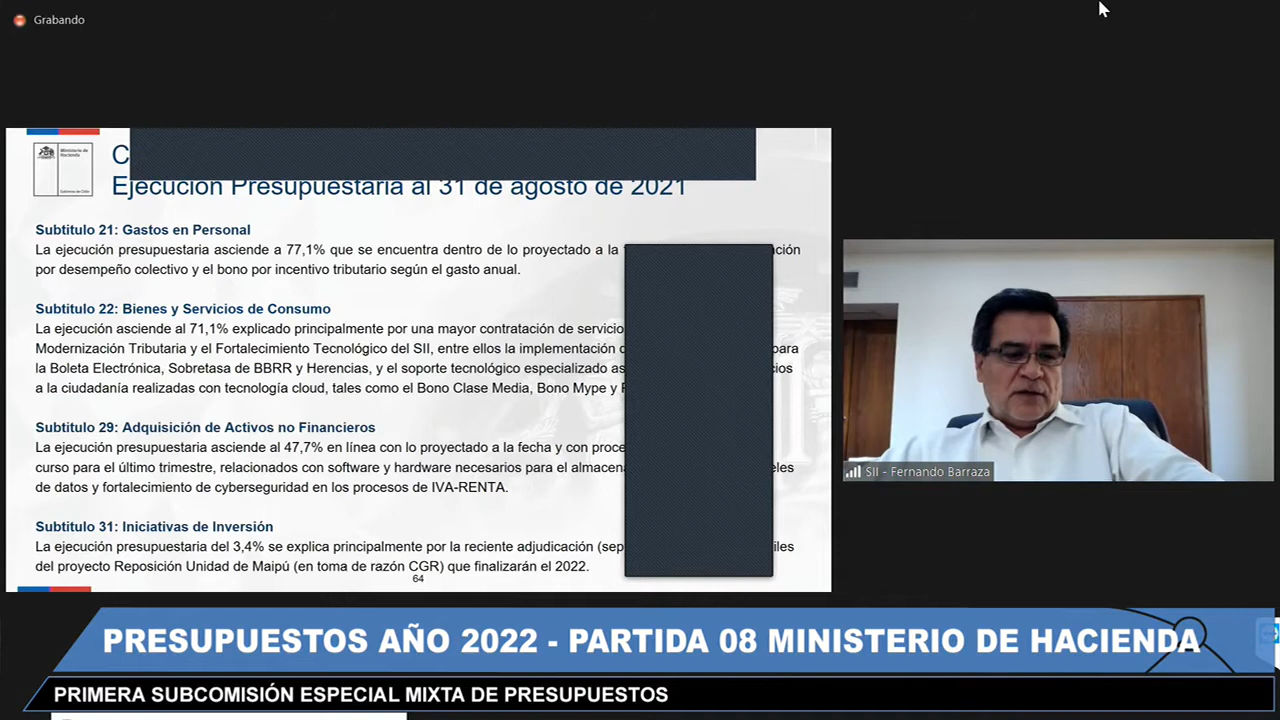 Grabando
Ministerio de
Hacienda
Gobierno de Chile
Ejecución Presupuestaria al 31 de agosto de 2021
Subtitulo 21: Gastos en Personal
La ejecución presupuestaria asciende a 77,1% que se encuentra dentro de lo proyectado a la
por desempeño colectivo y el bono por incentivo tributario según el gasto anual.
Subtitulo 22: Bienes y Servicios de Consumo
La ejecución asciende al 71,1% explicado principalmente por una mayor contratación de servicio
Modernización Tributaria y el Fortalecimiento Tecnológico del SII, entre ellos la implementación para
la Boleta Electrónica, Sobretasa de BBRR y Herencias, y el soporte tecnológico especializado
a la ciudadanía realizadas con tecnología cloud, tales como el Bono Clase Media, Bono Mype y
Subtitulo 29: Adquisición de Activos no Financieros
La ejecución presupuestaria asciende al 47,7% en línea con lo proyectado a la fecha y con
curso para el último trimestre, relacionados con software y hardware necesarios para el
de datos y fortalecimiento de cyberseguridad en los procesos de IVA-RENTA.
Subtitulo 31: Iniciativas de Inversión
La ejecución presupuestaria del 3,4% se explica principalmente por la reciente adjudicación
del proyecto Reposición Unidad de Maipú (en toma de razón CGR) que finalizarán el 2022.
64
SII - Fernando Barraza
PRESUPUESTOS AÑO 2022 - PARTIDA 08 MINISTERIO DE HACIENDA
PRIMERA SUBCOMISIÓN ESPECIAL MIXTA DE PRESUPUESTOS